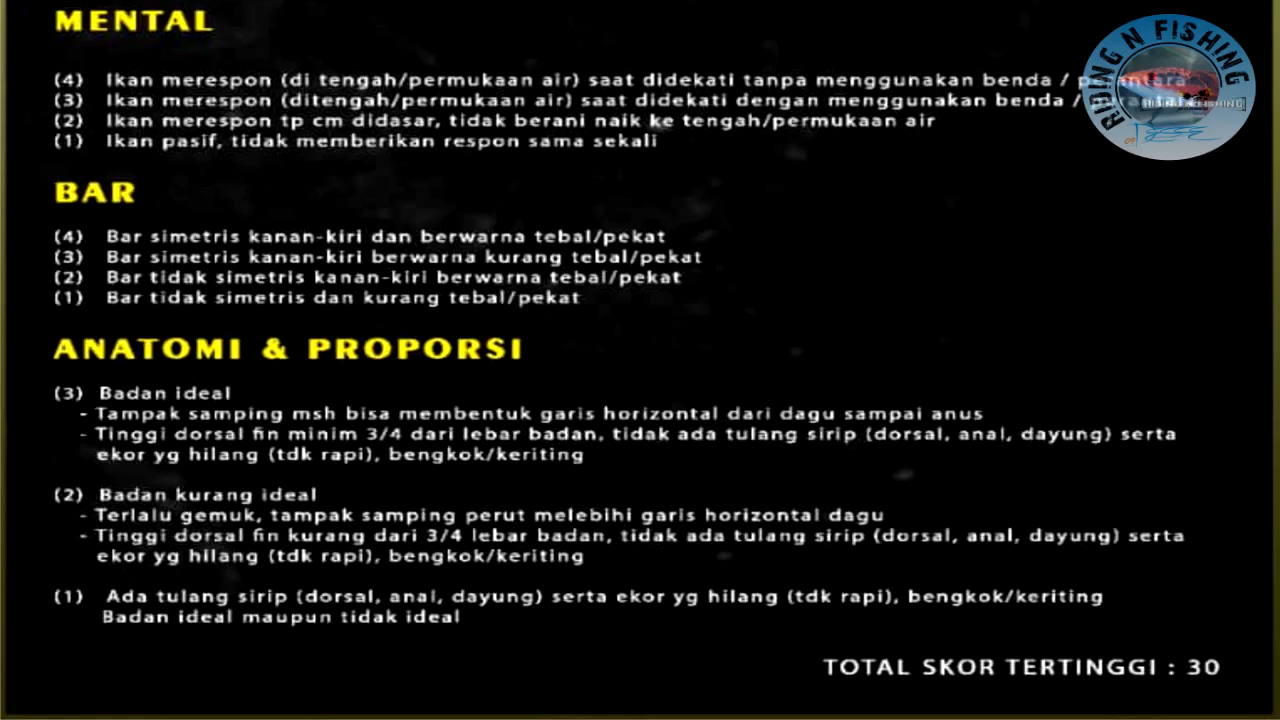 MENTAL
(4) Ikan merespon (di tengah/permukaan air) saat didekati tanpa menggunakan benda / perantara
(3) Ikan merespon (ditengah/permukaan air) saat didekati dengan menggunakan benda /
(2) Ikan merespon tp cm didasar, tidak berani naik ke tengah/permukaan air
(1) Ikan pasif, tidak memberikan respon sama sekali
BAR
(4) Bar simetris kanan-kiri dan berwarna tebal/pekat
(3) Bar simetris kanan-kiri berwarna kurang tebal/pekat
(2) Bar tidak simetris kanan-kiri berwarna tebal/pekat
(1) Bar tidak simetris dan kurang tebal/pekat
ANATOMI & PROPORSI
(3) Badan ideal
- Tampak samping msh bisa membentuk garis horizontal dari dagu sampai anus
- Tinggi dorsal fin minim 3/4 dari lebar badan, tidak ada tulang sirip (dorsal, anal, dayung) serta
ekor yg hilang (tdk rapi), bengkok/keriting
(2) Badan kurang ideal
- Terlalu gemuk, tampak samping perut melebihi garis horizontal dagu
- Tinggi dorsal fin kurang dari 3/4 lebar badan, tidak ada tulang sirip (dorsal, anal, dayung) serta
ekor yg hilang (tdk rapi), bengkok/keriting
(1) Ada tulang sirip (dorsal, anal, dayung) serta ekor yg hilang (tdk rapi), bengkok/keriting
Badan ideal maupun tidak ideal
TOTAL SKOR TERTINGGI : 30
RIDING N FISHING
RIDING N FISHING